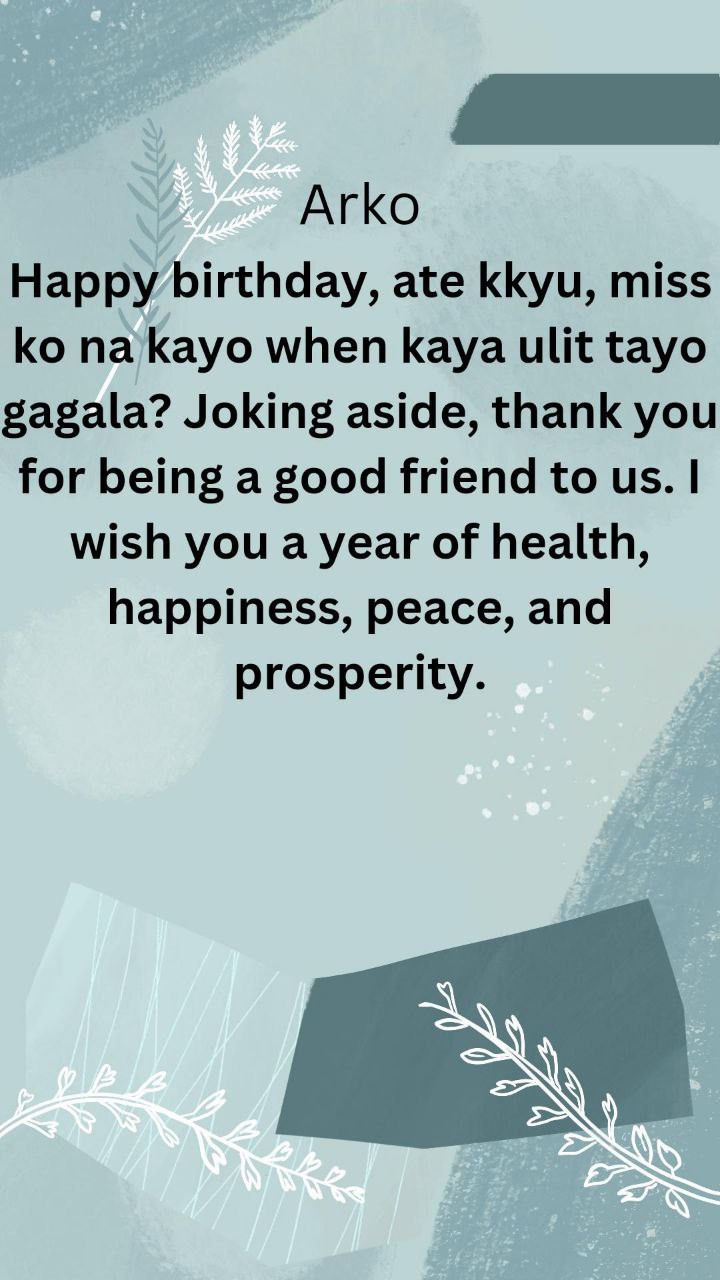 Arko
Happy birthday, ate kkyu, miss
ko na kayo when kaya ulit tayo
gagala? Joking aside, thank you
for being a good friend to us. I
wish you a year of health,
happiness, peace, and
prosperity.